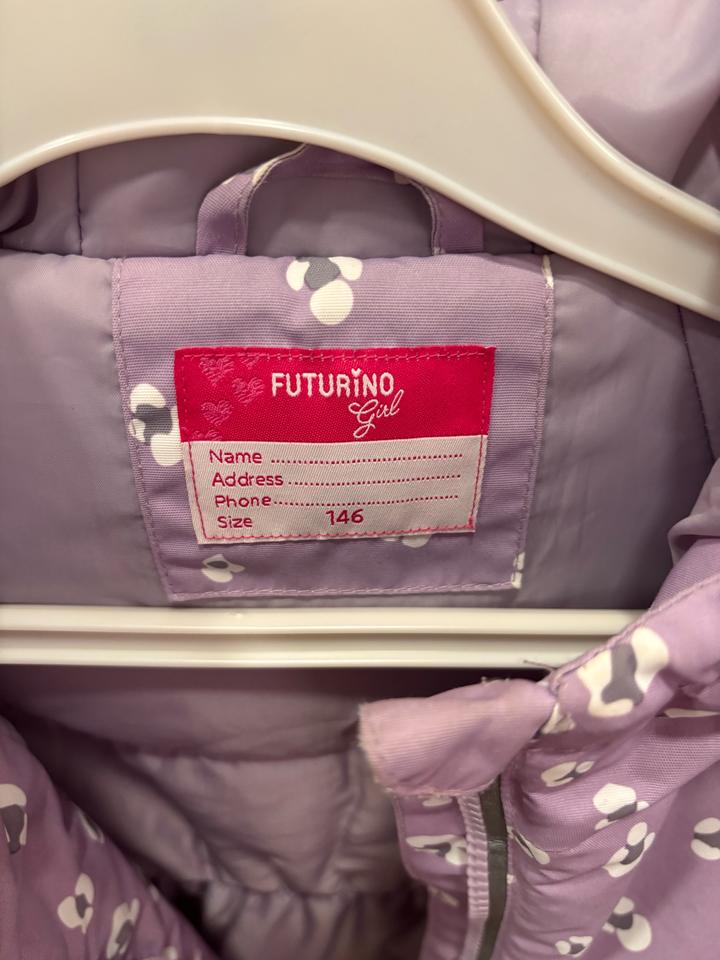 FUTURiNO
Girl
Name ........................................
Address ....................................
Phone.......................................
Size 146